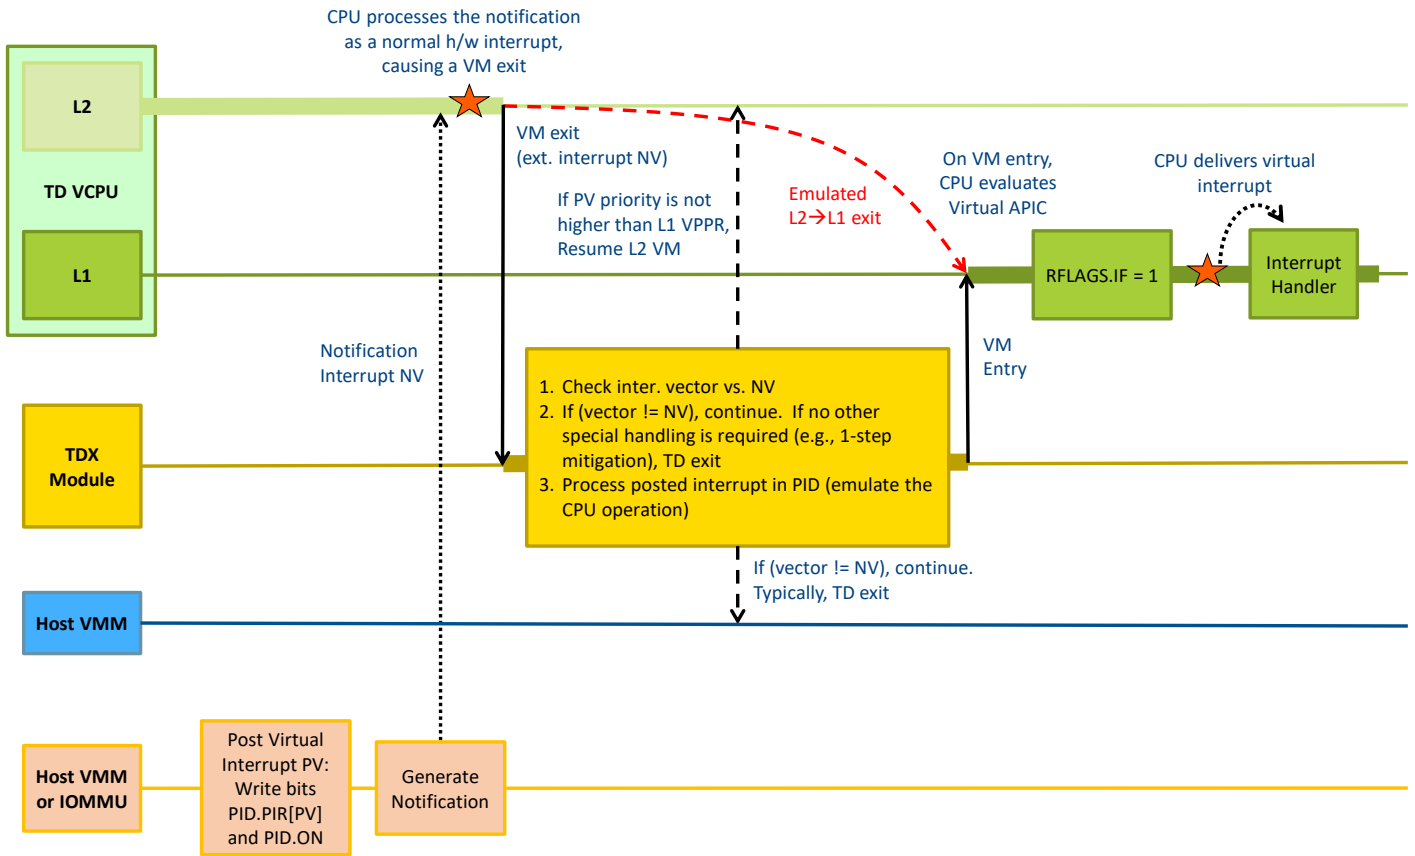 CPU processes the notification
as a normal h/w interrupt,
causing a VM exit
L2
TD VCPU
L1
VM exit
(ext. interrupt NV)
If PV priority is not
higher than L1 VPPR,
Resume L2 VM
Emulated
L2→L1 exit
On VM entry,
CPU evaluates
Virtual APIC
CPU delivers virtual
interrupt
RFLAGS.IF = 1
Interrupt
Handler
Notification
Interrupt NV
VM
Entry
TDX
Module
1. Check inter. vector vs. NV
2. If (vector != NV), continue. If no other
special handling is required (e.g., 1-step
mitigation), TD exit
3. Process posted interrupt in PID (emulate the
CPU operation)
If (vector != NV), continue.
Typically, TD exit
Host VMM
Host VMM
or IOMMU
Post Virtual
Interrupt PV:
Write bits
PID.PIR[PV]
and PID.ON
Generate
Notification